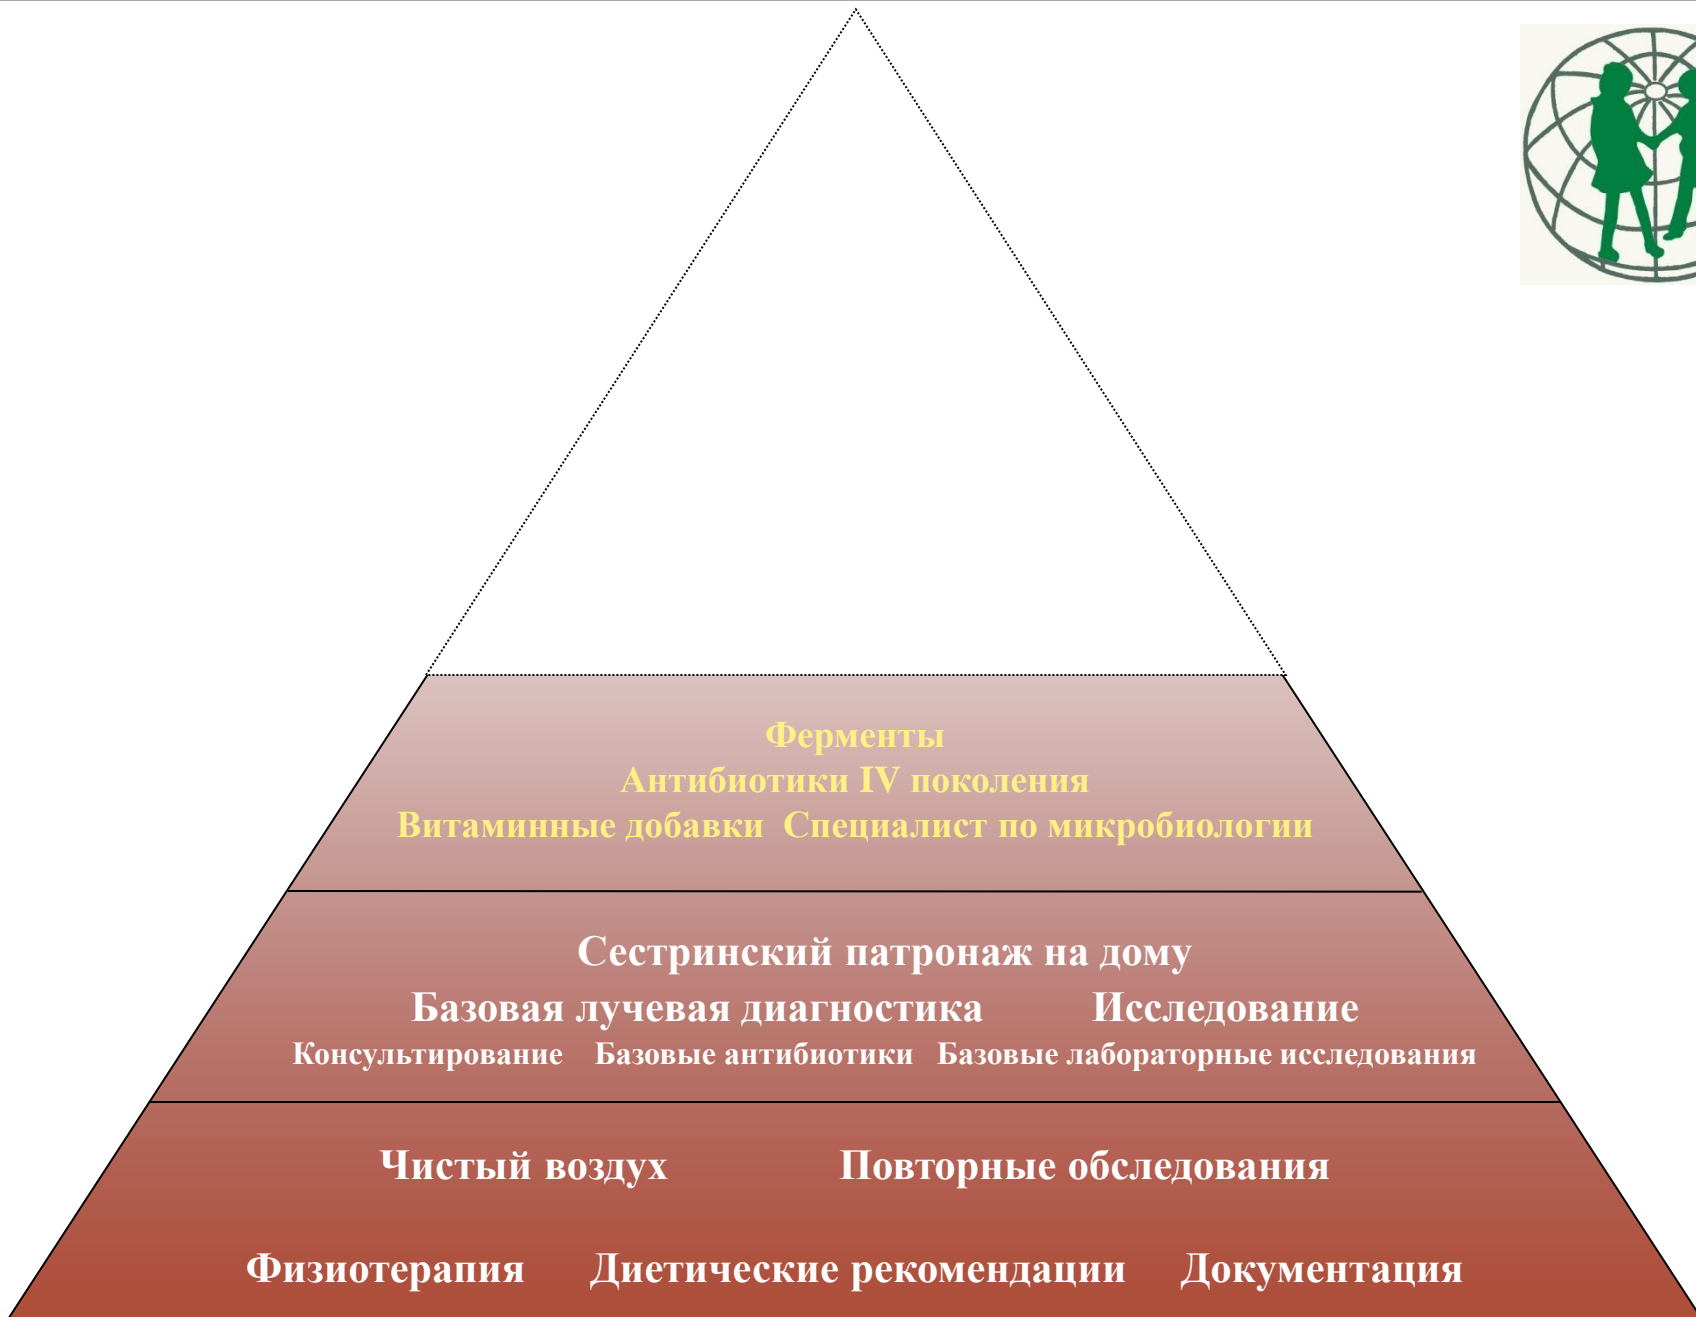 Ферменты
Антибиотики IV поколения
Витаминные добавки Специалист по микробиологии
Сестринский патронаж на дому
Базовая лучевая диагностика Исследование
Консультирование Базовые антибиотики Базовые лабораторные исследования
Чистый воздух Повторные обследования
Физиотерапия Диетические рекомендации Документация